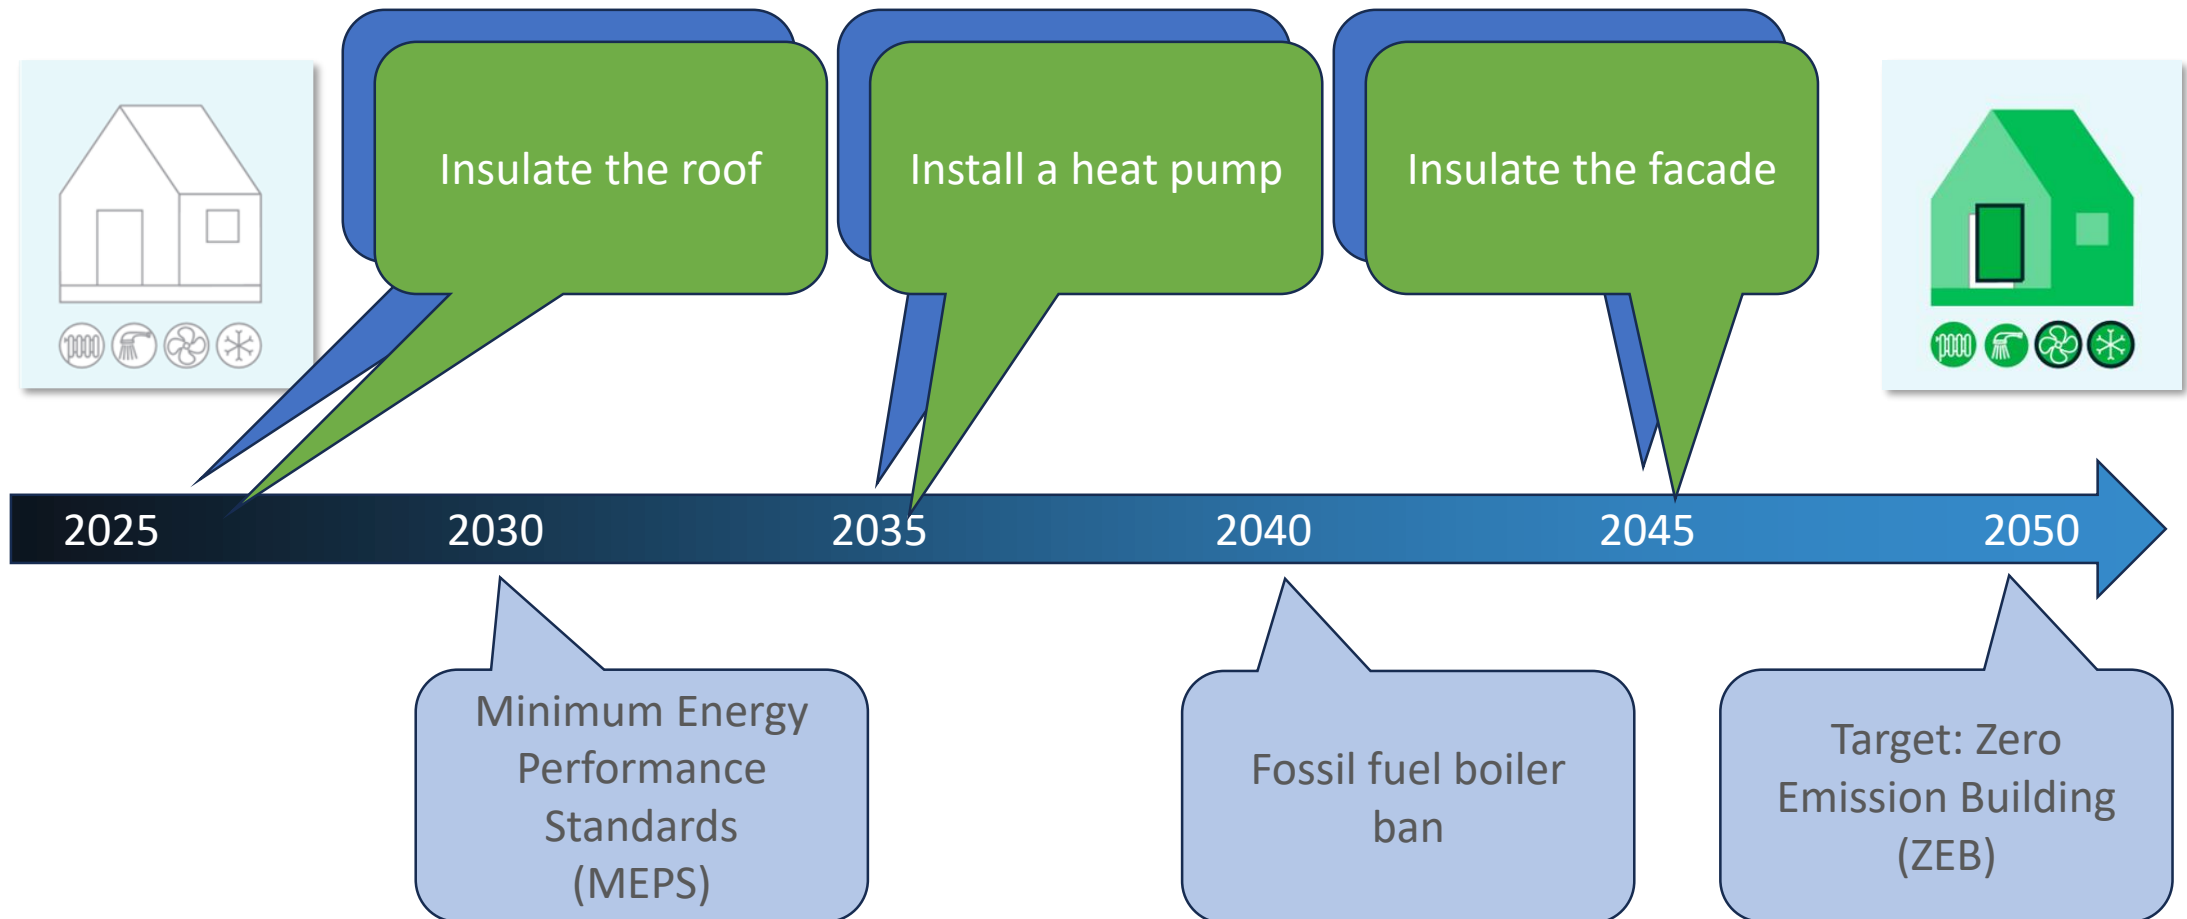 Insulate the roof
Install a heat pump
Insulate the facade
2025
2030
2035
2040
2045
2050
Minimum Energy
Performance
Standards
(MEPS)
Fossil fuel boiler
ban
Target: Zero
Emission Building
(ZEB)